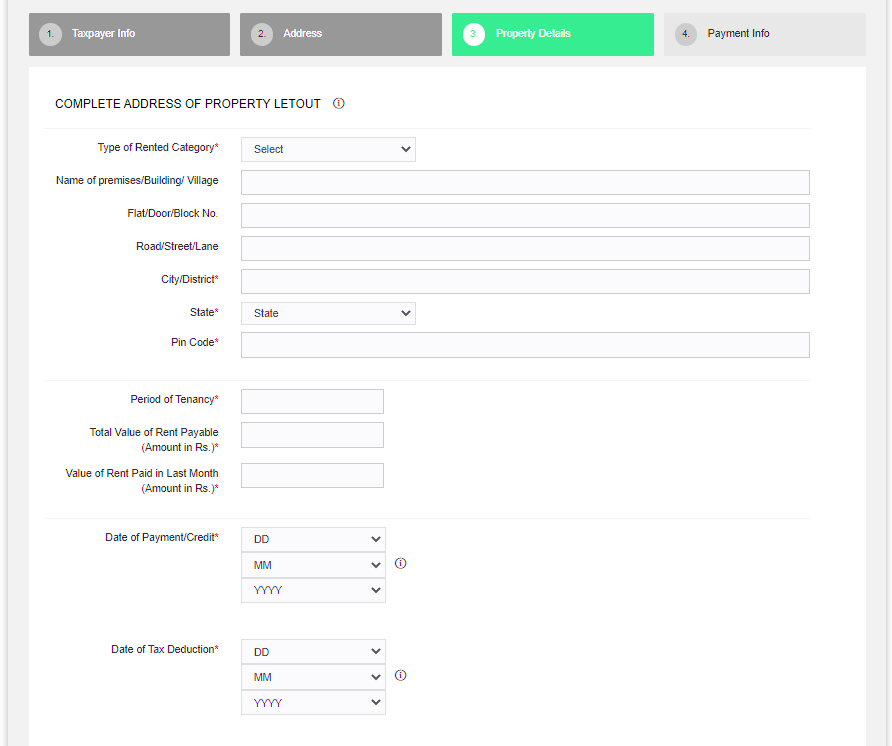 1. Taxpayer Info
2. Address
3. Property Details
4. Payment Info
COMPLETE ADDRESS OF PROPERTY LETOUT
Type of Rented Category* Select
Name of premises/Building/ Village
Flat/Door/Block No.
Road/Street/Lane
City/District*
State* State
Pin Code*
Period of Tenancy*
Total Value of Rent Payable
(Amount in Rs.)*
Value of Rent Paid in Last Month
(Amount in Rs.)*
Date of Payment/Credit* DD
MM
YYYY
Date of Tax Deduction* DD
MM
YYYY